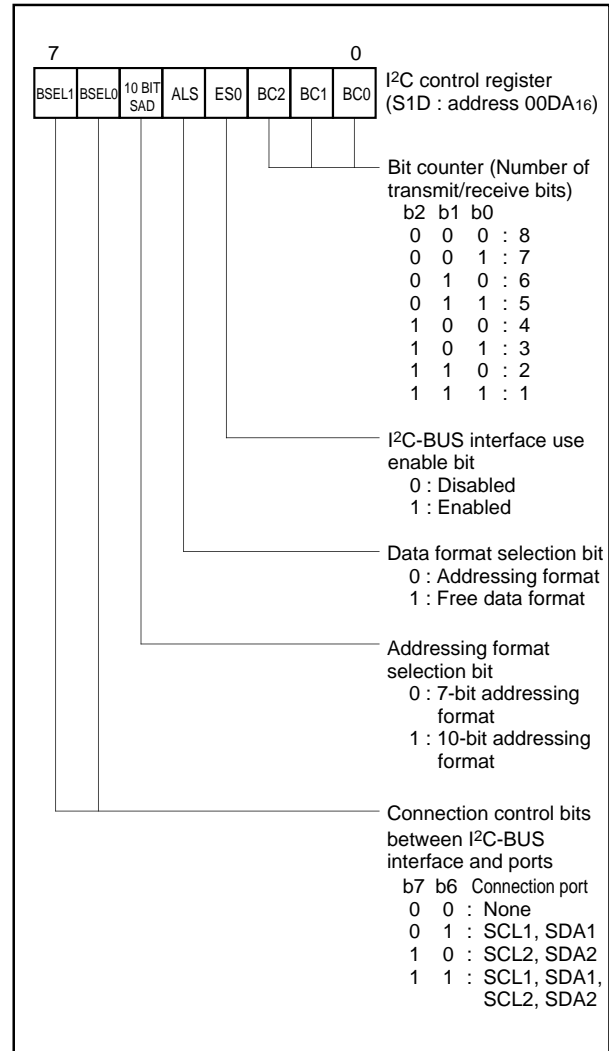 7 0
BSEL1 BSEL0 10 BIT SAD ALS ES0 BC2 BC1 BC0
I2C control register
(S1D : address 00DA16)
Bit counter (Number of
transmit/receive bits)
b2 b1 b0
0 0 0 : 8
0 0 1 : 7
0 1 0 : 6
0 1 1 : 5
1 0 0 : 4
1 0 1 : 3
1 1 0 : 2
1 1 1 : 1
I2C-BUS interface use
enable bit
0 : Disabled
1 : Enabled
Data format selection bit
0 : Addressing format
1 : Free data format
Addressing format
selection bit
0 : 7-bit addressing
format
1 : 10-bit addressing
format
Connection control bits
between I2C-BUS
interface and ports
b7 b6 Connection port
0 0 : None
0 1 : SCL1, SDA1
1 0 : SCL2, SDA2
1 1 : SCL1, SDA1,
SCL2, SDA2